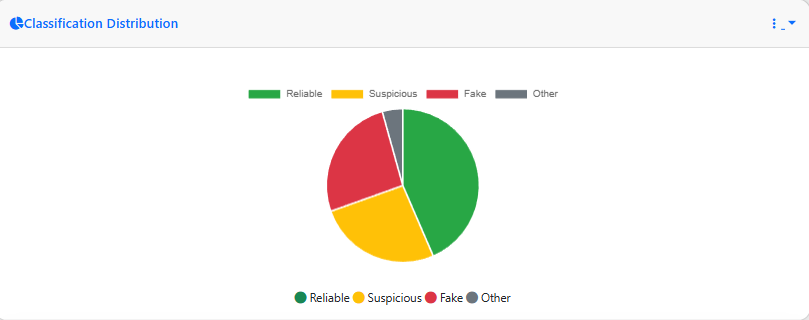 Classification Distribution
Reliable Suspicious Fake Other
Reliable Suspicious Fake Other